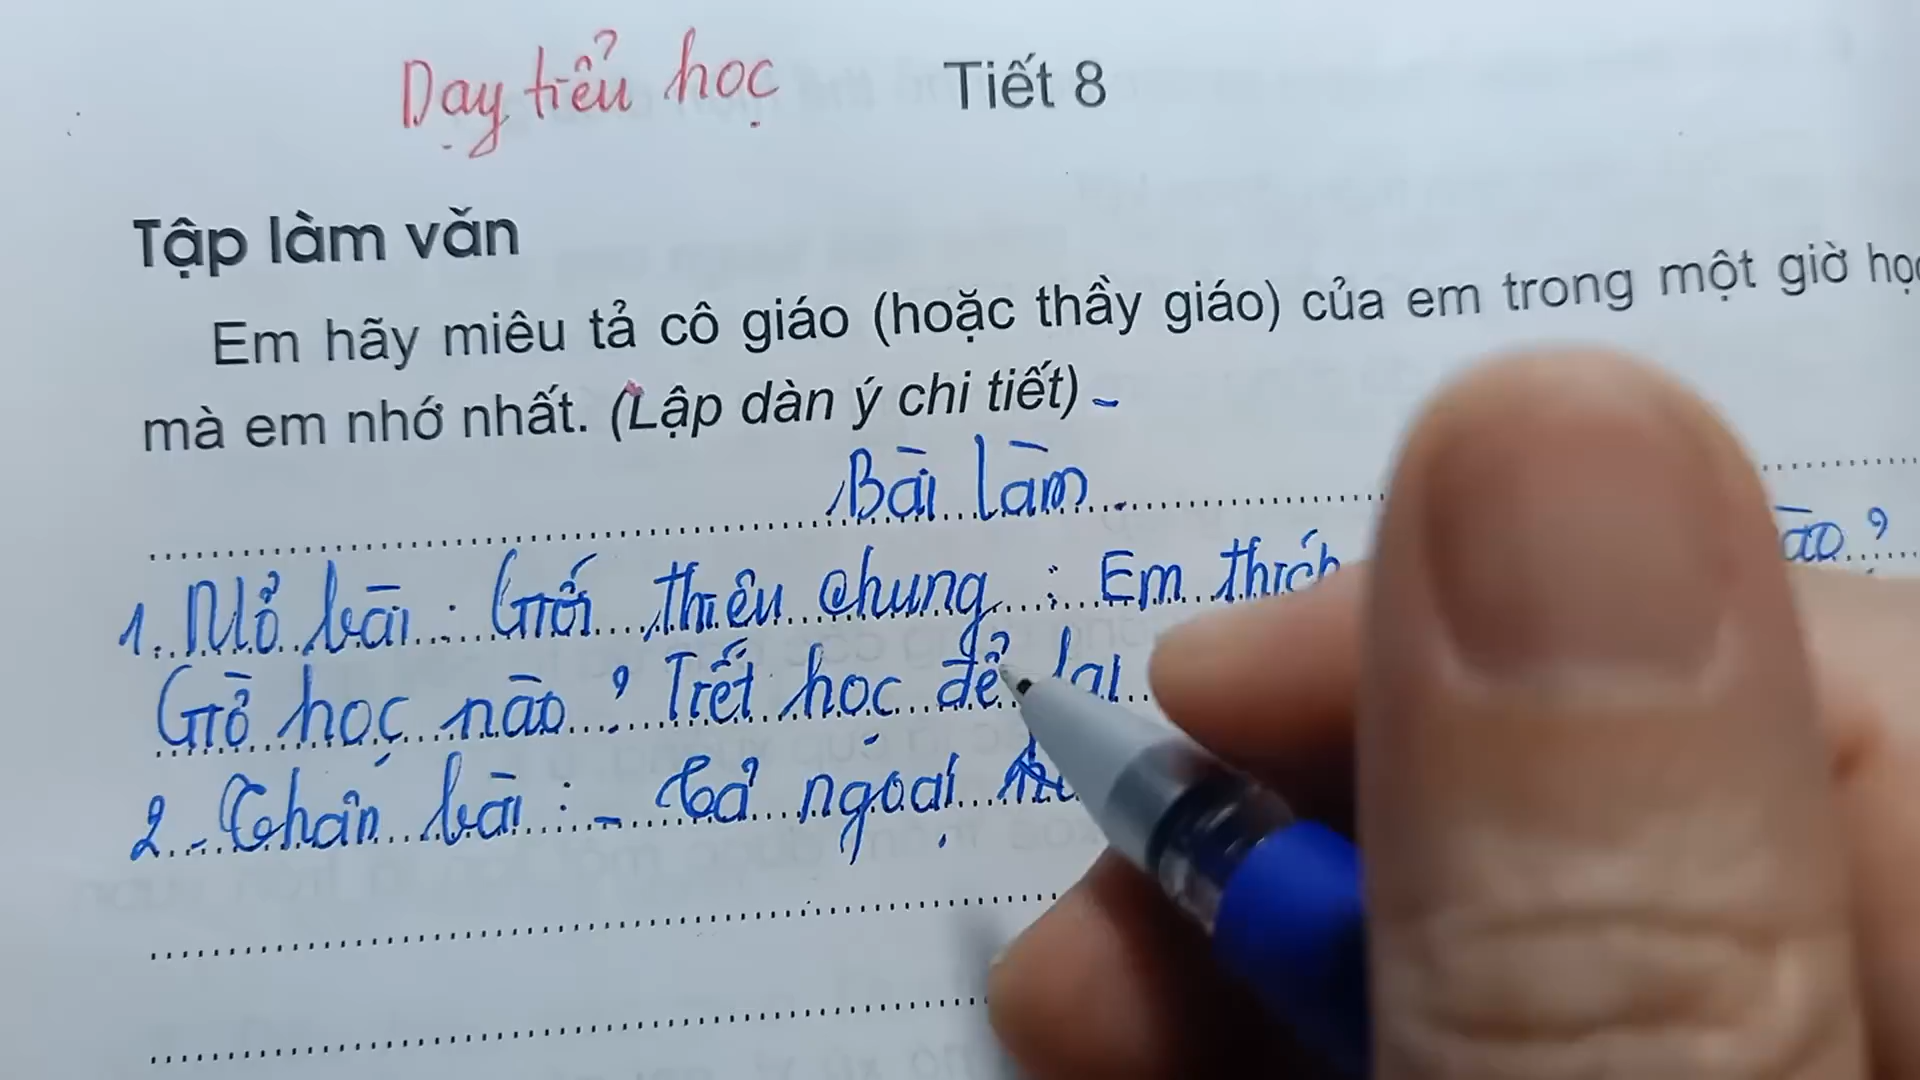 Dạy tiểu học
Tiết 8
Tập làm văn
Em hãy miêu tả cô giáo (hoặc thầy giáo) của em trong một giờ học
mà em nhớ nhất. (Lập dàn ý chi tiết)
Bài làm
1. Mở bài : Giới thiệu chung : Em thích
Giờ học nào ? Tiết học để lại
2. Thân bài : - Tả ngoại